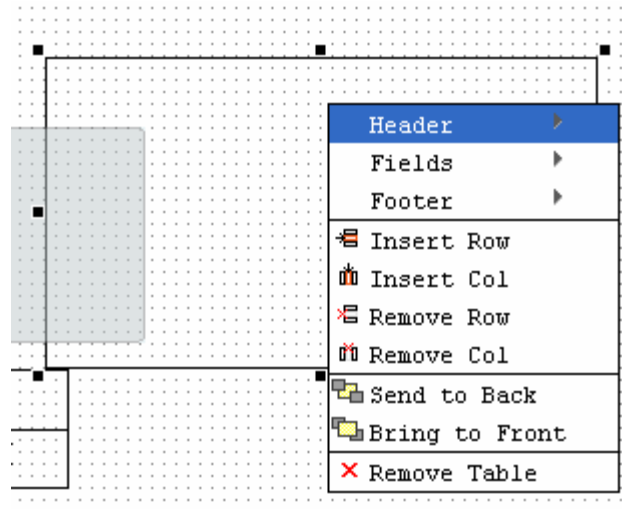 Header
Fields
Footer
Insert Row
Insert Col
Remove Row
Remove Col
Send to Back
Bring to Front
Remove Table